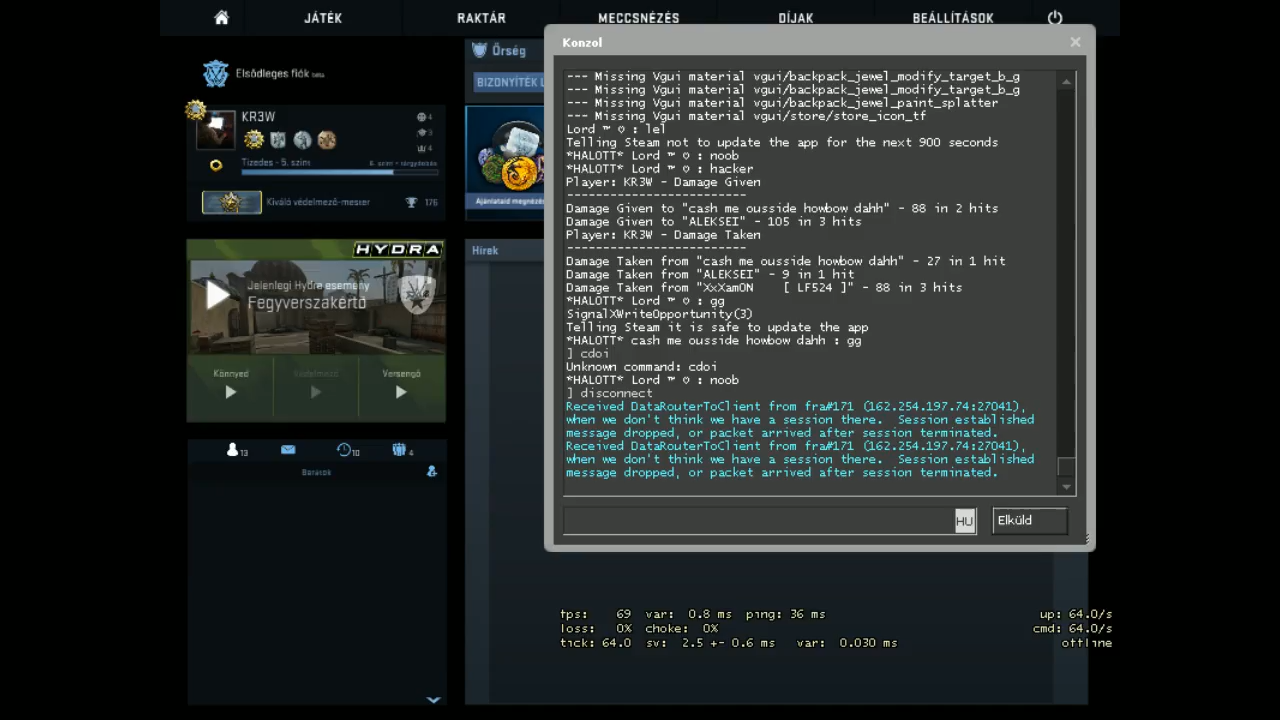 JÁTÉK
RAKTÁR
MECCSNÉZÉS
DÍJAK
BEÁLLÍTÁSOK
Elsődleges fiók béta
KR3W
4
3
4
Tizedes - 5. szint
Kiváló védelmező-mester
176
HYDRA
Jelenlegi Hydra esemény
Fegyverszakértő
Könnyed
Versengő
13
10
4
Barátok
Őrség
BIZONYÍTÉK
Ajánlataid
Hírek
Konzol
--- Missing Vgui material vgui/backpack_jewel_modify_target_b_g
--- Missing Vgui material vgui/backpack_jewel_modify_target_b_g
--- Missing Vgui material vgui/backpack_jewel_paint_splatter
--- Missing Vgui material vgui/store/store_icon_tf
Lord ™ ♡ : lel
Telling Steam not to update the app for the next 900 seconds
*HALOTT* Lord ™ ♡ : noob
*HALOTT* Lord ™ ♡ : hacker
Player: KR3W - Damage Given
-------------------------
Damage Given to "cash me ousside howbow dahh" - 88 in 2 hits
Damage Given to "ALEKSEI" - 105 in 3 hits
Player: KR3W - Damage Taken
-------------------------
Damage Taken from "cash me ousside howbow dahh" - 27 in 1 hit
Damage Taken from "ALEKSEI" - 9 in 1 hit
Damage Taken from "XxXamON    [ LF524 ]" - 88 in 3 hits
*HALOTT* Lord ™ ♡ : gg
SignalXWriteOpportunity(3)
Telling Steam it is safe to update the app
*HALOTT* cash me ousside howbow dahh : gg
] cdoi
Unknown command: cdoi
*HALOTT* Lord ™ ♡ : noob
] disconnect
Received DataRouterToClient from fra#171 (162.254.197.74:27041),
when we don't think we have a session there.  Session established
message dropped, or packet arrived after session terminated.
Received DataRouterToClient from fra#171 (162.254.197.74:27041),
when we don't think we have a session there.  Session established
message dropped, or packet arrived after session terminated.
HU
Elküld
fps:    69  var:  0.8 ms  ping: 36 ms
up: 64.0/s
loss:    0%  choke:  0%
cmd: 64.0/s
tick: 64.0  sv:  2.5 +- 0.6 ms   var:  0.030 ms
offline